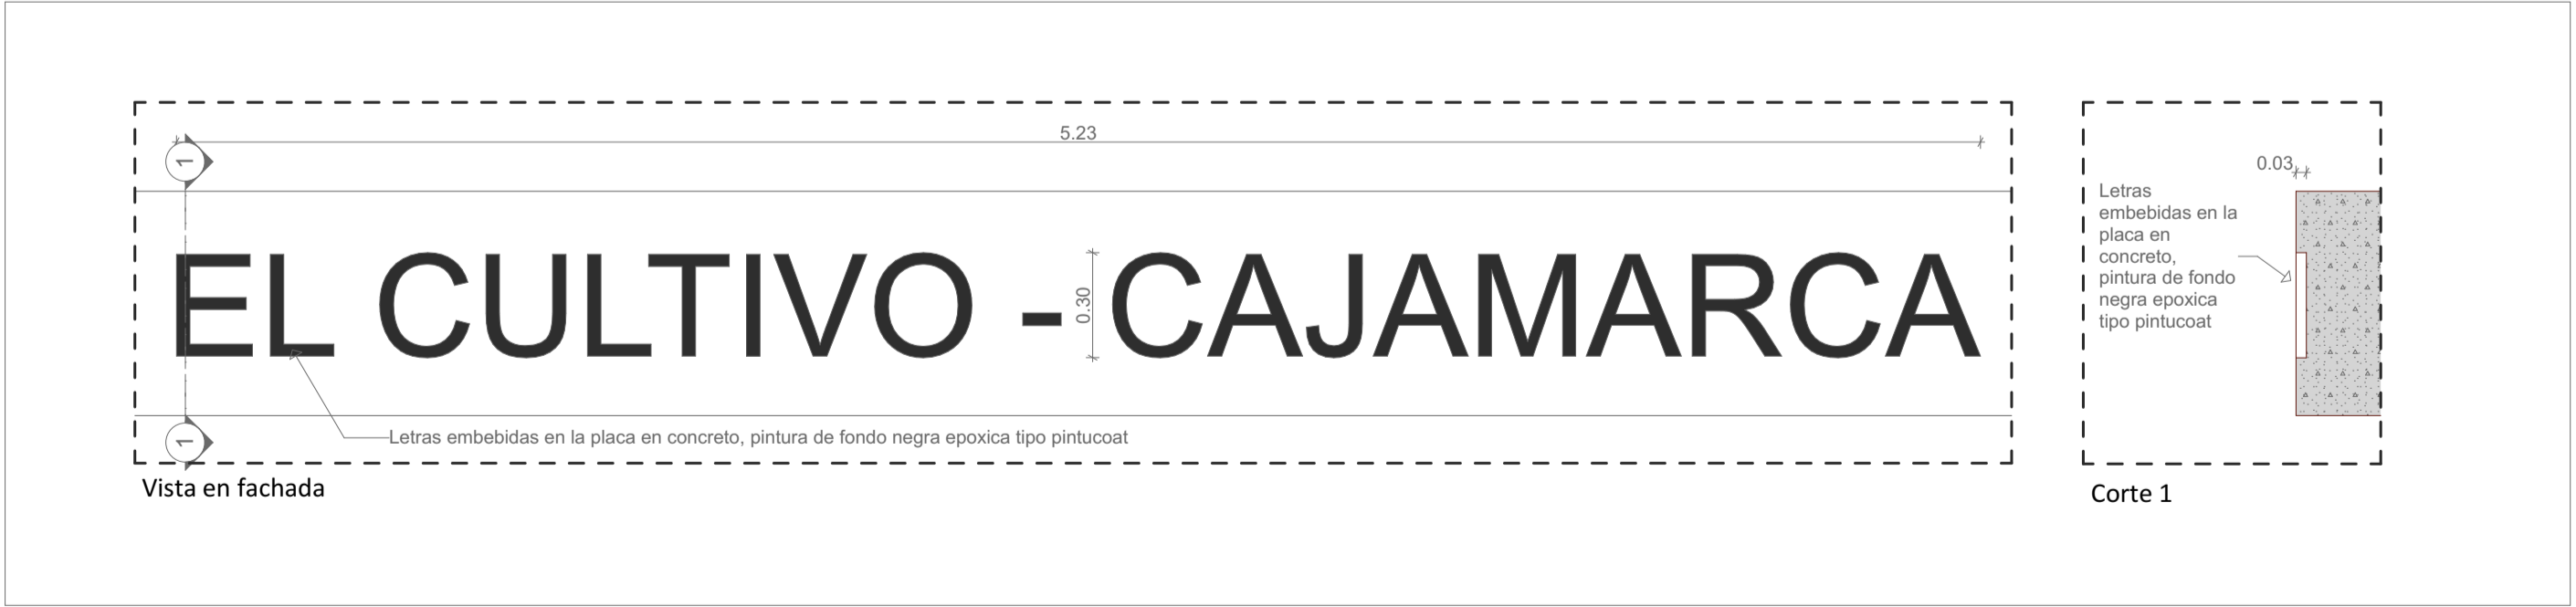 5.23
1
EL CULTIVO - CAJAMARCA
0.30
1
Letras embebidas en la placa en concreto, pintura de fondo negra epoxica tipo pintucoat
Vista en fachada
0.03
Letras
embebidas en la
placa en
concreto,
pintura de fondo
negra epoxica
tipo pintucoat
Corte 1